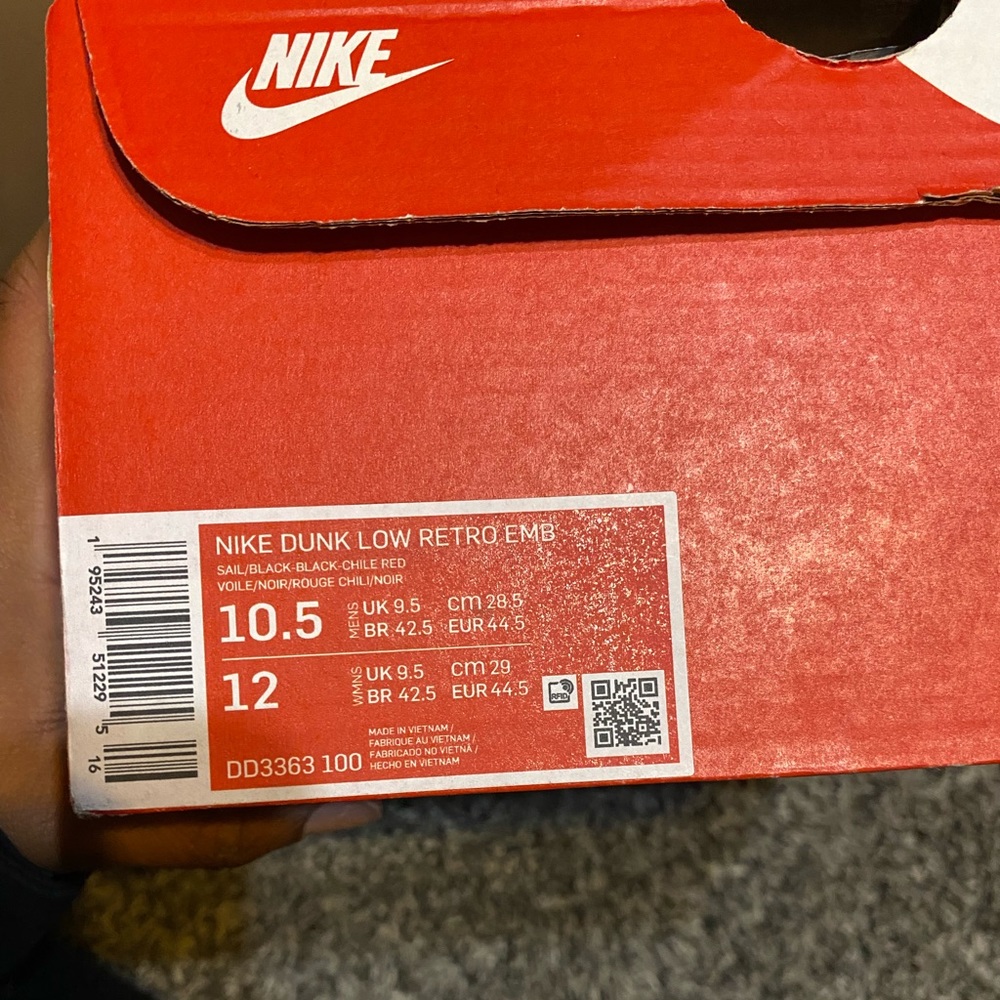 NIKE
NIKE DUNK LOW RETRO EMB
SAIL/BLACK-BLACK-CHILE RED
VOILE/NOIR/ROUGE CHILI/NOIR
10.5 MENS UK 9.5 CM 28.5
BR 42.5 EUR 44.5
12 WMNS UK 9.5 CM 29
BR 42.5 EUR 44.5
RFID
MADE IN VIETNAM /
FABRIQUE AU VIETNAM /
FABRICADO NO VIETNÃ /
HECHO EN VIETNAM
DD3363 100
1 95243 51229 5 16